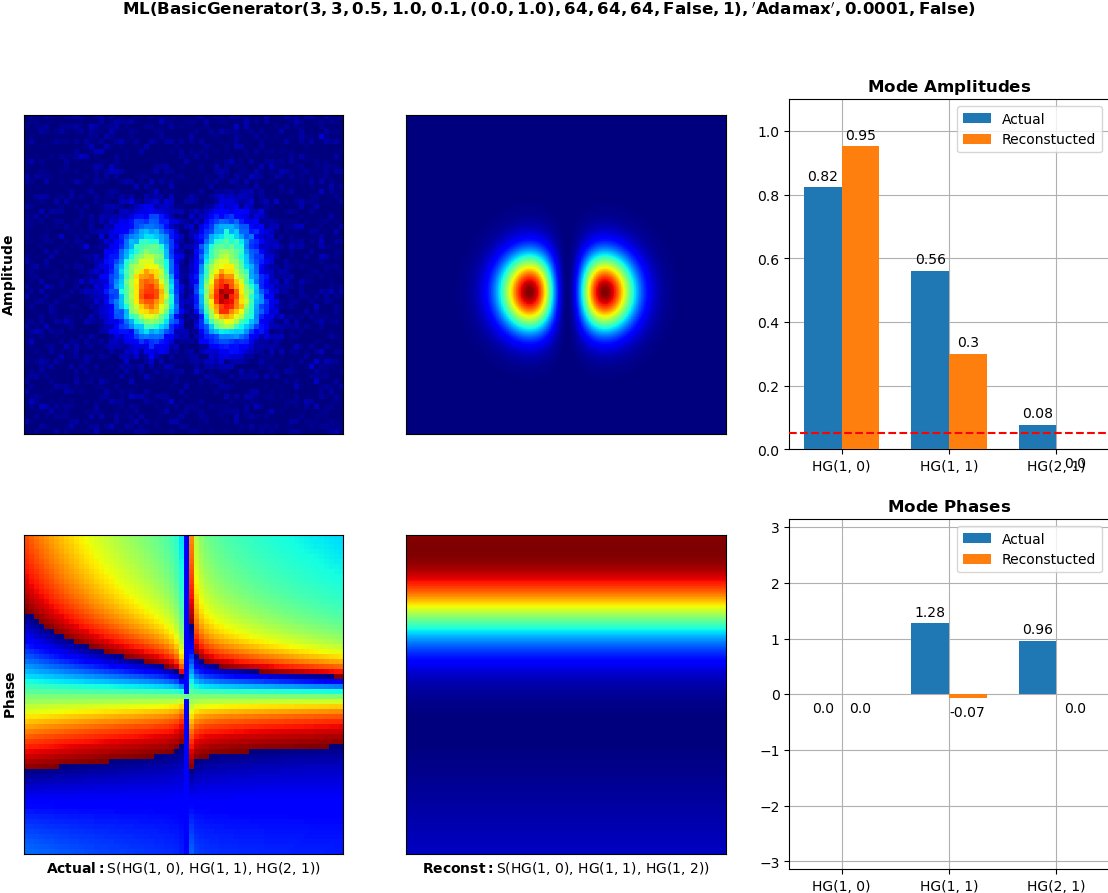 ML(BasicGenerator(3, 3, 0.5, 1.0, 0.1, (0.0, 1.0), 64, 64, 64, False, 1), ′Adamax′, 0.0001, False)
Amplitude
Mode Amplitudes
Actual
Reconstucted
1.0
0.8
0.6
0.4
0.2
0.0
0.82
0.95
0.56
0.3
0.08
0.0
HG(1, 0)
HG(1, 1)
HG(2, 1)
Phase
Actual: S(HG(1, 0), HG(1, 1), HG(2, 1))
Reconst: S(HG(1, 0), HG(1, 1), HG(1, 2))
Mode Phases
Actual
Reconstucted
3
2
1
0
−1
−2
−3
0.0
0.0
1.28
-0.07
0.96
0.0
HG(1, 0)
HG(1, 1)
HG(2, 1)